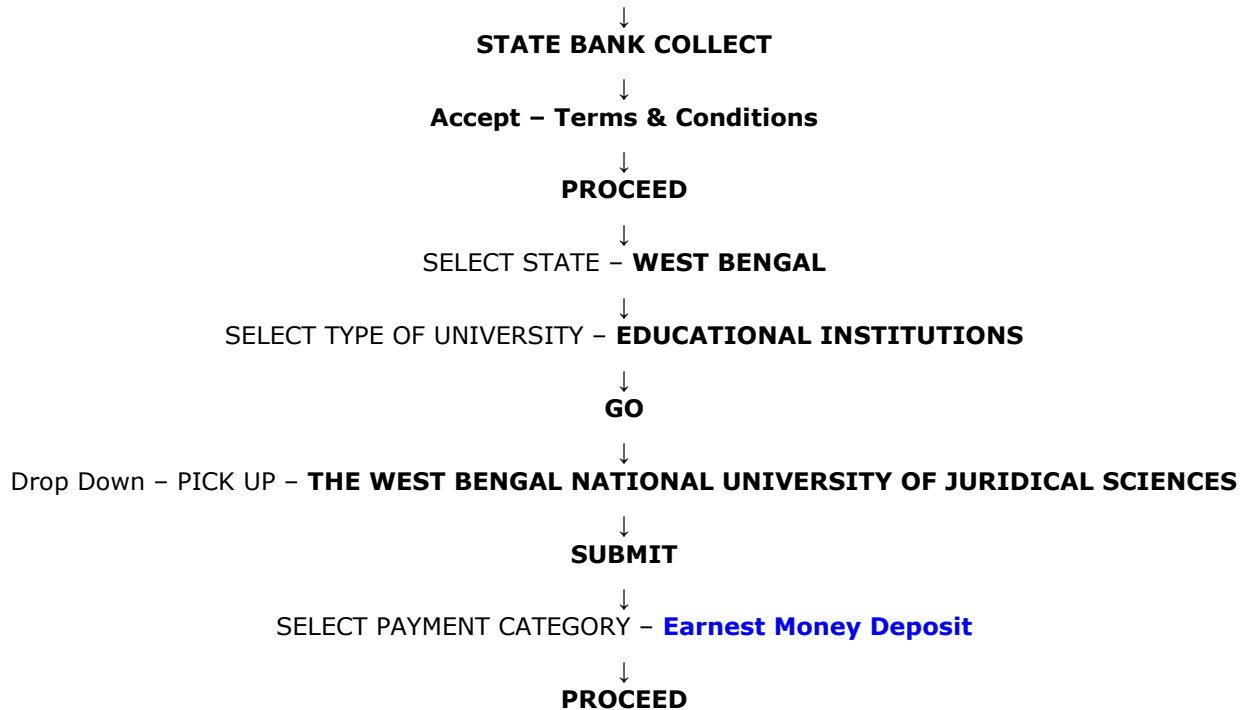 ↓
STATE BANK COLLECT
↓
Accept – Terms & Conditions
↓
PROCEED
↓
SELECT STATE – WEST BENGAL
↓
SELECT TYPE OF UNIVERSITY – EDUCATIONAL INSTITUTIONS
↓
GO
↓
Drop Down – PICK UP – THE WEST BENGAL NATIONAL UNIVERSITY OF JURIDICAL SCIENCES
↓
SUBMIT
↓
SELECT PAYMENT CATEGORY – Earnest Money Deposit
↓
PROCEED